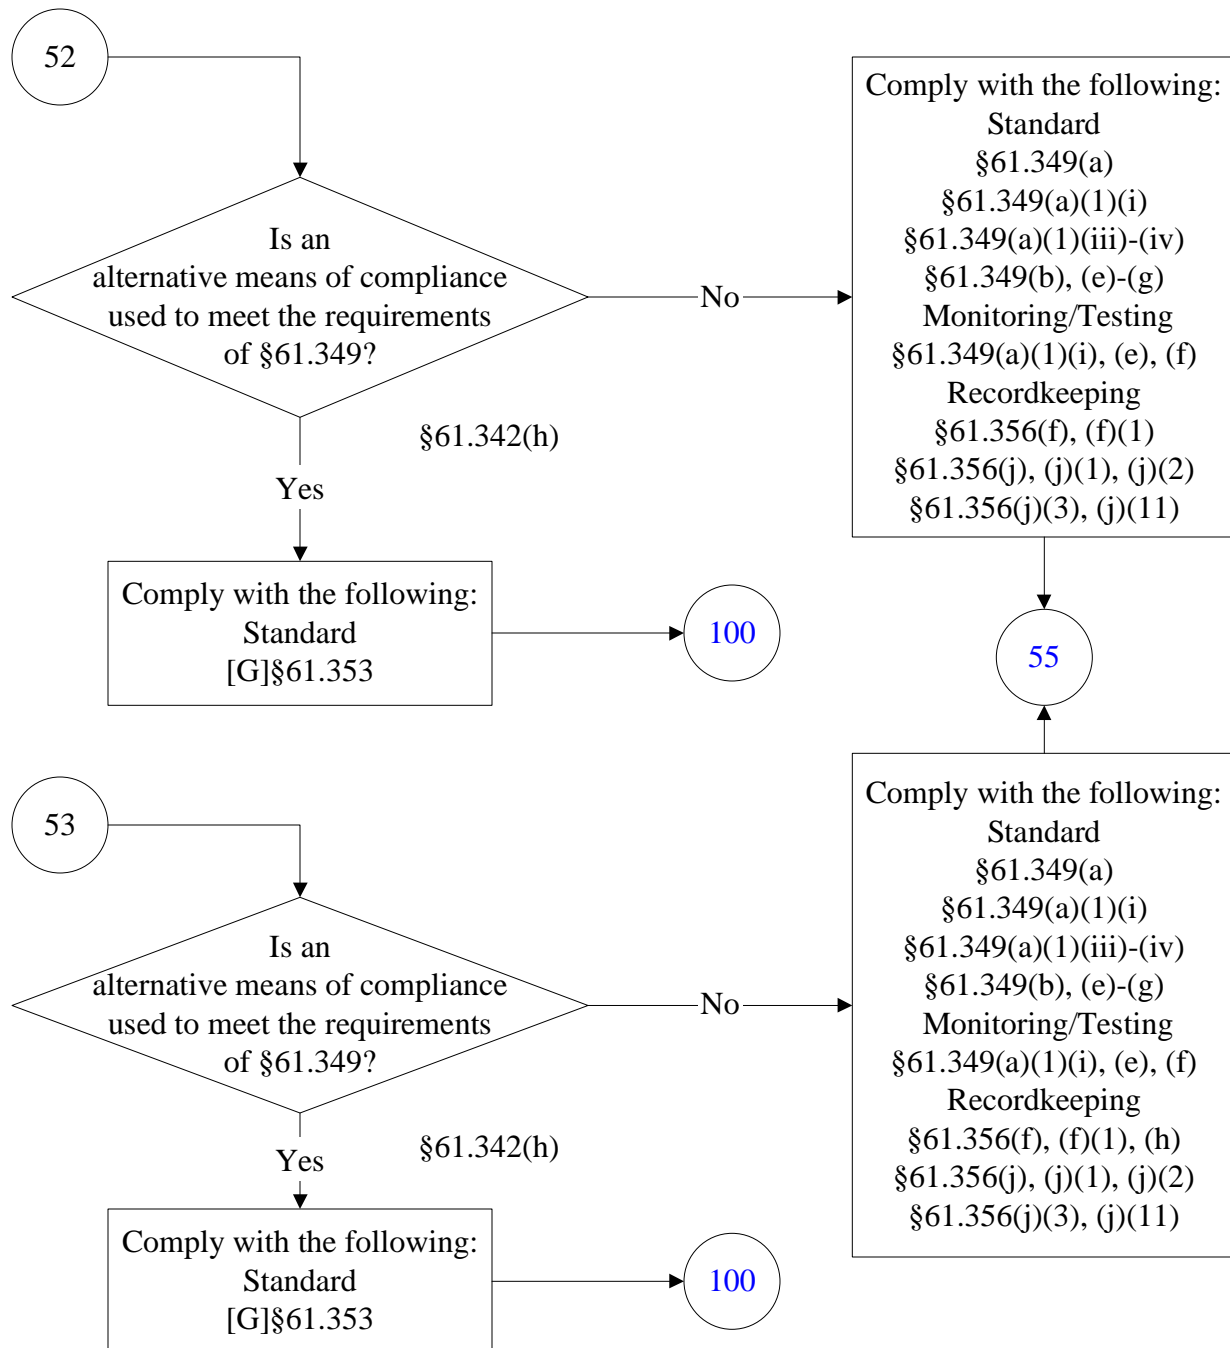 52
Is an
alternative means of compliance
used to meet the requirements
of §61.349?
No
§61.342(h)
Yes
Comply with the following:
Standard
[G]§61.353
100
Comply with the following:
Standard
§61.349(a)
§61.349(a)(1)(i)
§61.349(a)(1)(iii)-(iv)
§61.349(b), (e)-(g)
Monitoring/Testing
§61.349(a)(1)(i), (e), (f)
Recordkeeping
§61.356(f), (f)(1)
§61.356(j), (j)(1), (j)(2)
§61.356(j)(3), (j)(11)
55
53
Is an
alternative means of compliance
used to meet the requirements
of §61.349?
No
§61.342(h)
Yes
Comply with the following:
Standard
[G]§61.353
100
Comply with the following:
Standard
§61.349(a)
§61.349(a)(1)(i)
§61.349(a)(1)(iii)-(iv)
§61.349(b), (e)-(g)
Monitoring/Testing
§61.349(a)(1)(i), (e), (f)
Recordkeeping
§61.356(f), (f)(1), (h)
§61.356(j), (j)(1), (j)(2)
§61.356(j)(3), (j)(11)